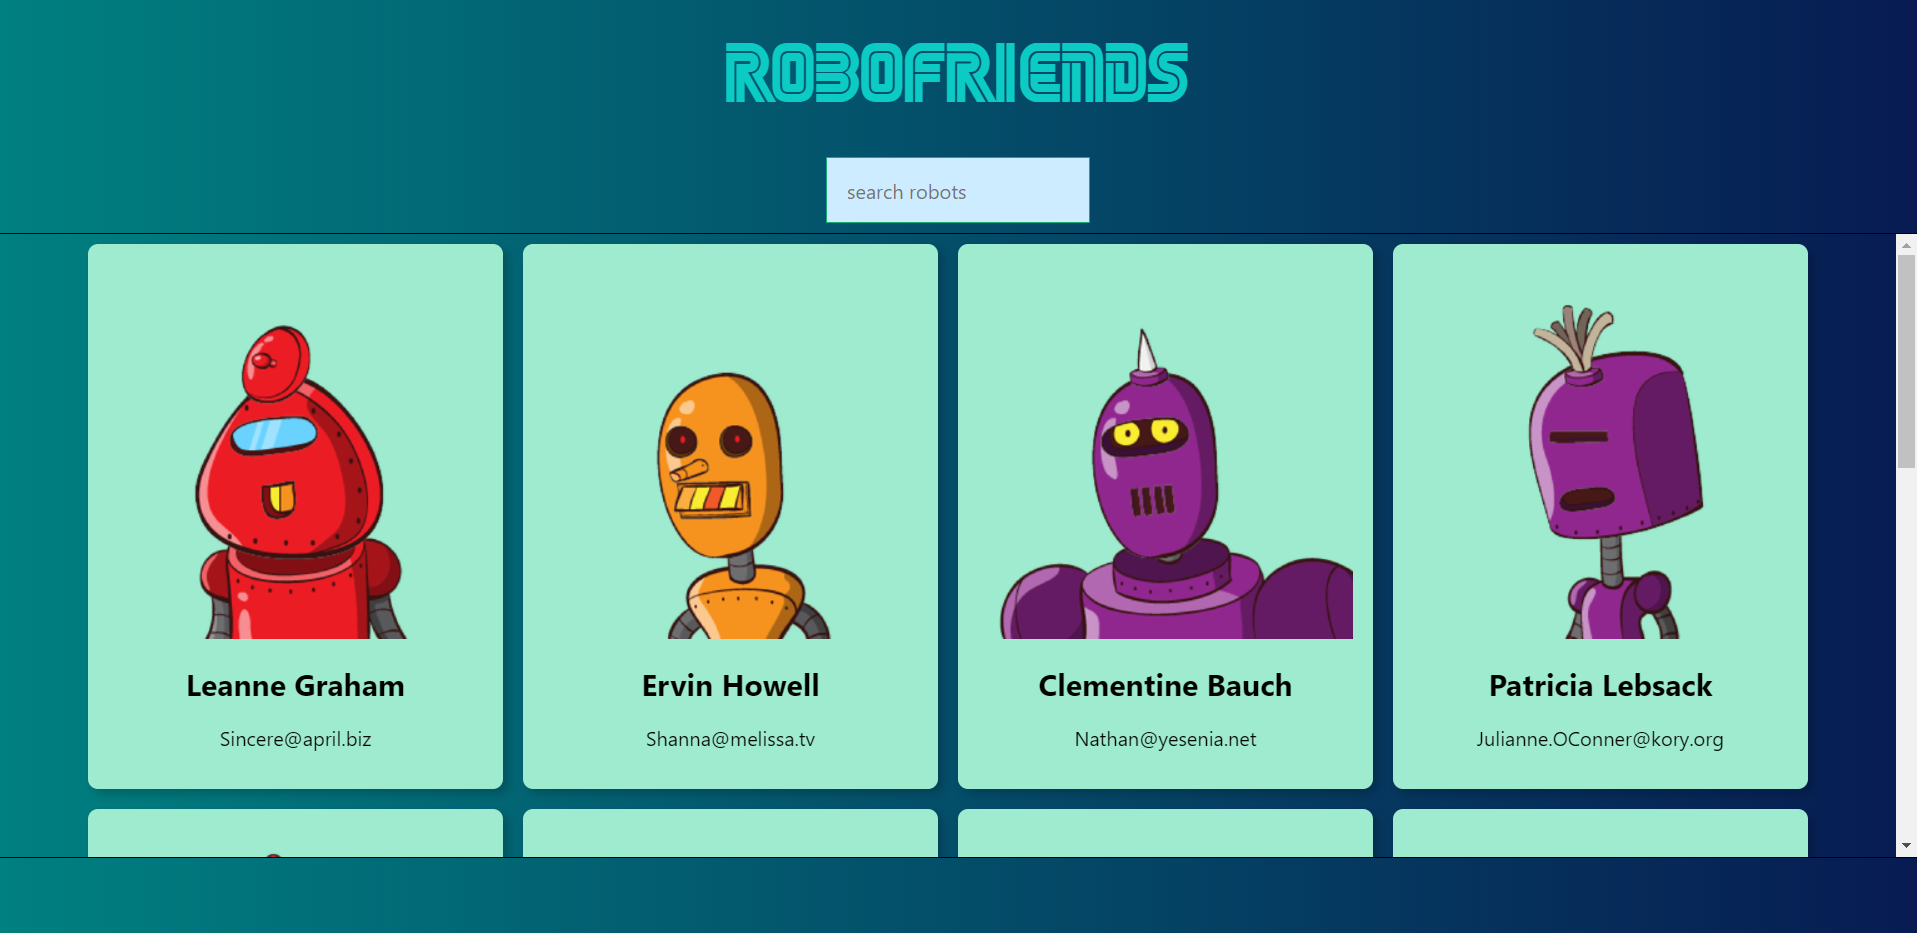 ROBOFRIENDS
search robots
Leanne Graham
Sincere@april.biz
Ervin Howell
Shanna@melissa.tv
Clementine Bauch
Nathan@yesenia.net
Patricia Lebsack
Julianne.OConner@kory.org